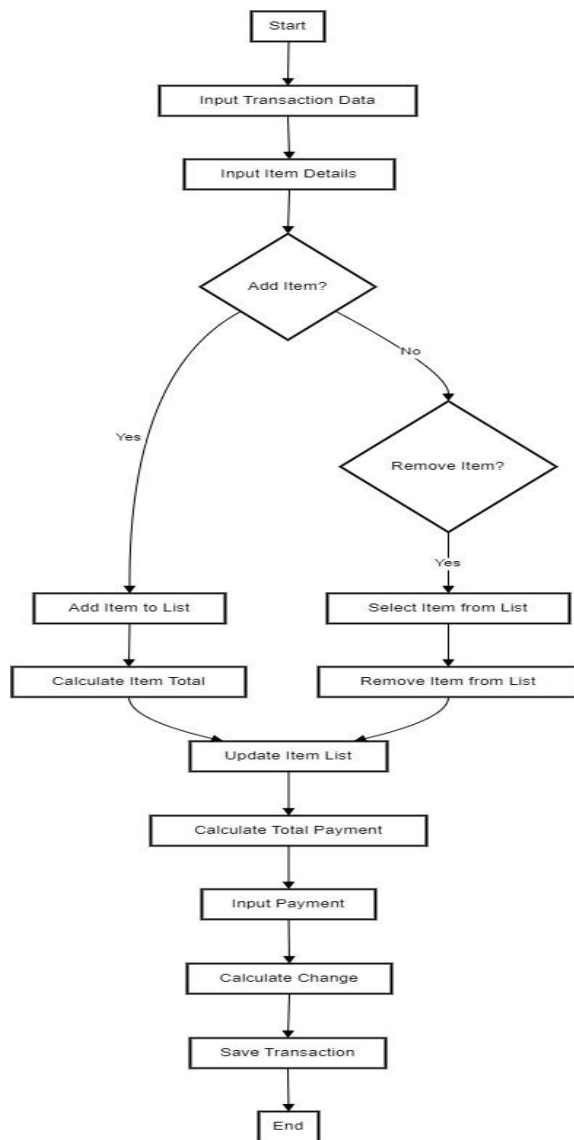 Start
Input Transaction Data
Input Item Details
Add Item?
No
Yes
Remove Item?
Yes
Add Item to List
Select Item from List
Calculate Item Total
Remove Item from List
Update Item List
Calculate Total Payment
Input Payment
Calculate Change
Save Transaction
End